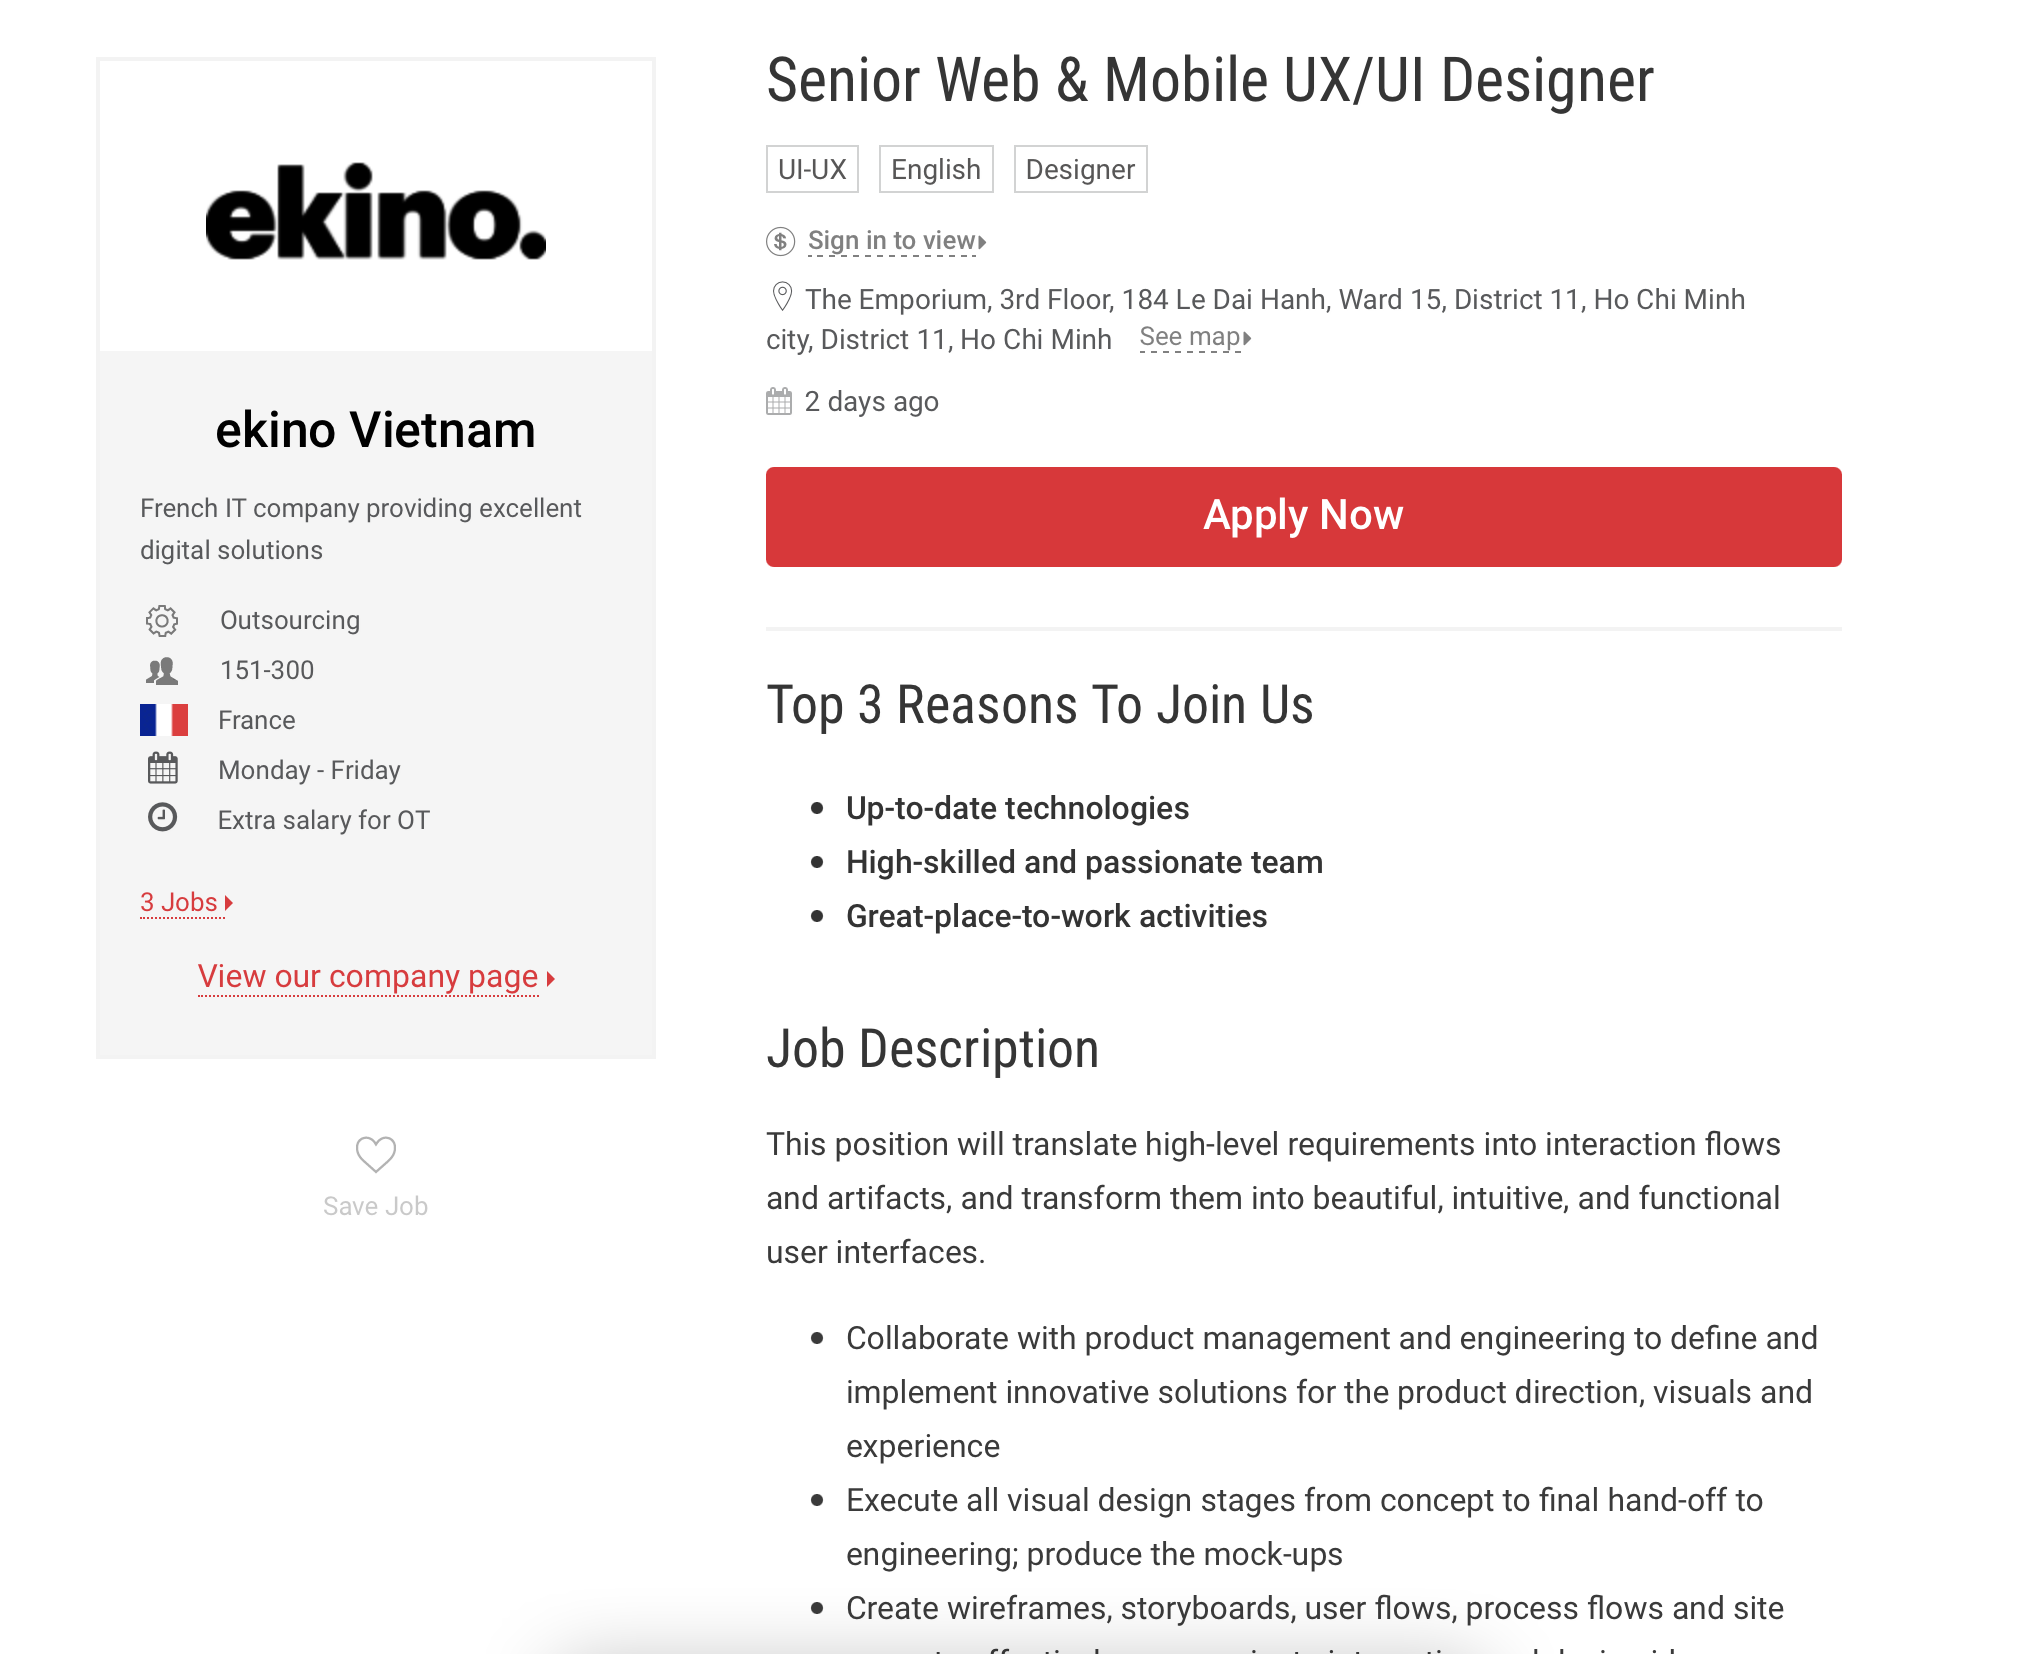 ekino.
ekino Vietnam
French IT company providing excellent
digital solutions
Outsourcing
151-300
France
Monday - Friday
Extra salary for OT
3 Jobs
View our company page
Save Job
Senior Web & Mobile UX/UI Designer
UI-UX English Designer
$ Sign in to view
The Emporium, 3rd Floor, 184 Le Dai Hanh, Ward 15, District 11, Ho Chi Minh
city, District 11, Ho Chi Minh See map
2 days ago
Apply Now
Top 3 Reasons To Join Us
• Up-to-date technologies
• High-skilled and passionate team
• Great-place-to-work activities
Job Description
This position will translate high-level requirements into interaction flows
and artifacts, and transform them into beautiful, intuitive, and functional
user interfaces.
• Collaborate with product management and engineering to define and
implement innovative solutions for the product direction, visuals and
experience
• Execute all visual design stages from concept to final hand-off to
engineering; produce the mock-ups
• Create wireframes, storyboards, user flows, process flows and site